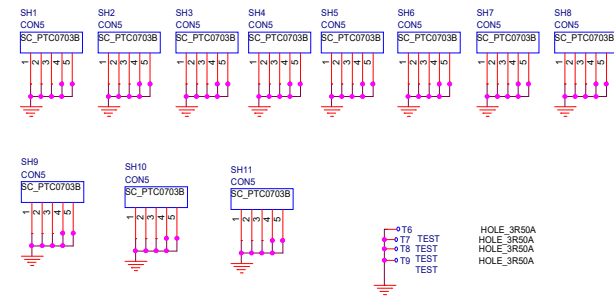 SH1 SH2 SH3 SH4 SH5 SH6 SH7 SH8
CON5 CON5 CON5 CON5 CON5 CON5 CON5 CON5
SC_PTC0703B SC_PTC0703B SC_PTC0703B SC_PTC0703B SC_PTC0703B SC_PTC0703B SC_PTC0703B SC_PTC0703B
1 2 3 4 5 1 2 3 4 5 1 2 3 4 5 1 2 3 4 5 1 2 3 4 5 1 2 3 4 5 1 2 3 4 5 1 2 3 4 5
SH9 SH10 SH11
CON5 CON5 CON5
SC_PTC0703B SC_PTC0703B SC_PTC0703B
1 2 3 4 5 1 2 3 4 5 1 2 3 4 5
T6 HOLE_3R50A
T7 TEST HOLE_3R50A
T8 TEST HOLE_3R50A
T9 TEST HOLE_3R50A
TEST